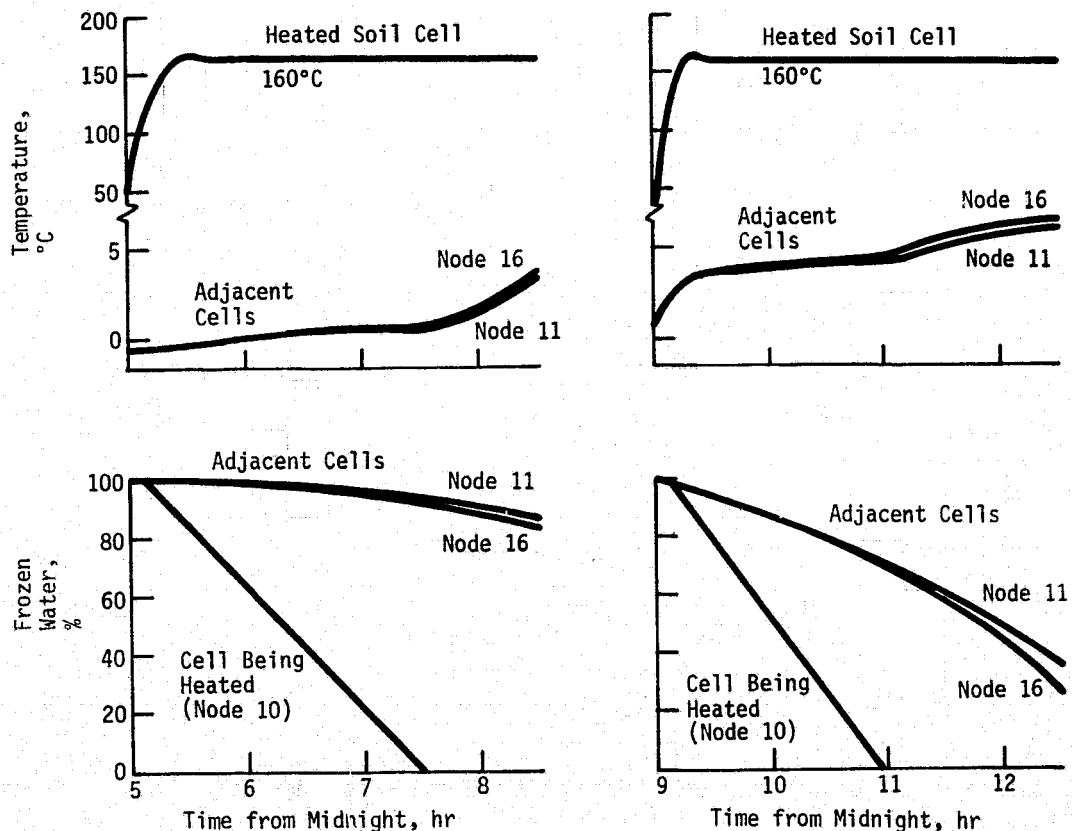 200
150
100
50
5
0
Temperature,
°C
Heated Soil Cell
160°C
Adjacent
Cells
Node 16
Node 11
Heated Soil Cell
160°C
Adjacent
Cells
Node 16
Node 11
100
80
60
40
20
0
Frozen
Water,
%
Adjacent Cells
Node 11
Node 16
Cell Being
Heated
(Node 10)
5 6 7 8
Time from Midnight, hr
Adjacent Cells
Node 11
Node 16
Cell Being
Heated
(Node 10)
9 10 11 12
Time from Midnight, hr